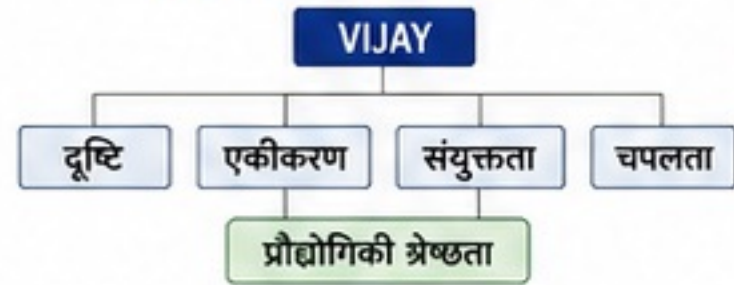 VIJAY
दृष्टि
एकीकरण
संयुक्तता
चपलता
प्रौद्योगिकी श्रेष्ठता